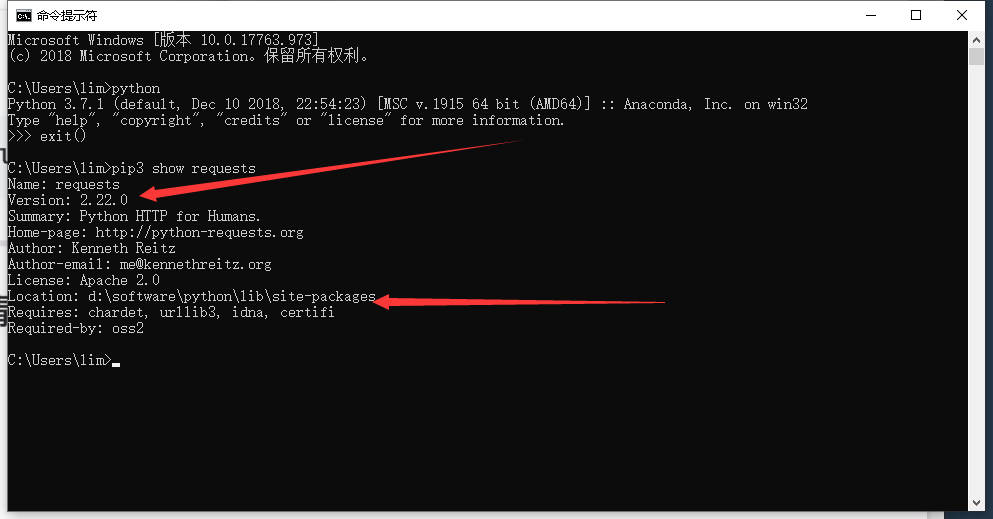 命令提示符
Microsoft Windows [版本 10.0.17763.973]
(c) 2018 Microsoft Corporation。保留所有权利。
C:\Users\lim>python
Python 3.7.1 (default, Dec 10 2018, 22:54:23) [MSC v.1915 64 bit (AMD64)] :: Anaconda, Inc. on win32
Type "help", "copyright", "credits" or "license" for more information.
>>> exit()
C:\Users\lim>pip3 show requests
Name: requests
Version: 2.22.0
Summary: Python HTTP for Humans.
Home-page: http://python-requests.org
Author: Kenneth Reitz
Author-email: me@kennethreitz.org
License: Apache 2.0
Location: d:\software\python\lib\site-packages
Requires: chardet, urllib3, idna, certifi
Required-by: oss2
C:\Users\lim>